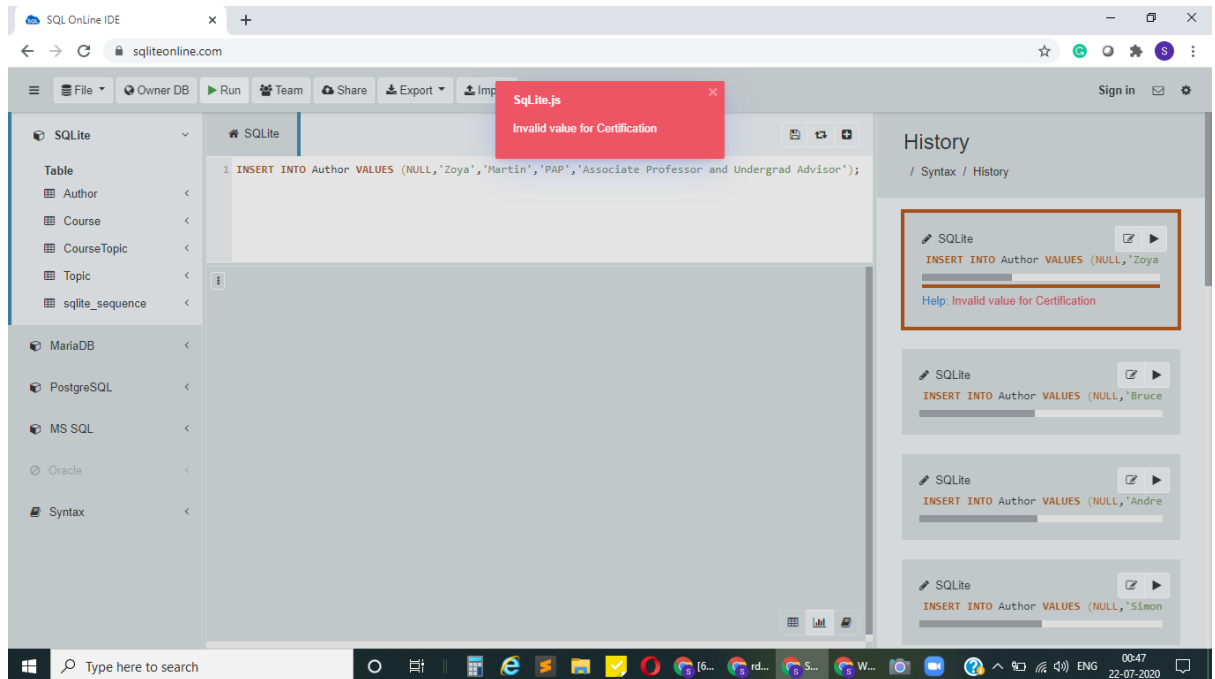 SQL OnLine IDE
sqliteonline.com
S
File
Owner DB
Run
Team
Share
Export
Sign in
SqLite.js
Invalid value for Certification
SQLite
Table
Author
Course
CourseTopic
Topic
sqlite_sequence
MariaDB
PostgreSQL
MS SQL
Oracle
Syntax
SQLite
1 INSERT INTO Author VALUES (NULL,'Zoya','Martin','PAP','Associate Professor and Undergrad Advisor');
History
/ Syntax / History
SQLite
INSERT INTO Author VALUES (NULL,'Zoya
Help: Invalid value for Certification
SQLite
INSERT INTO Author VALUES (NULL,'Bruce
SQLite
INSERT INTO Author VALUES (NULL,'Andre
SQLite
INSERT INTO Author VALUES (NULL,'Simon
Type here to search
[6...
rd...
S...
W...
ENG
00:47
22-07-2020